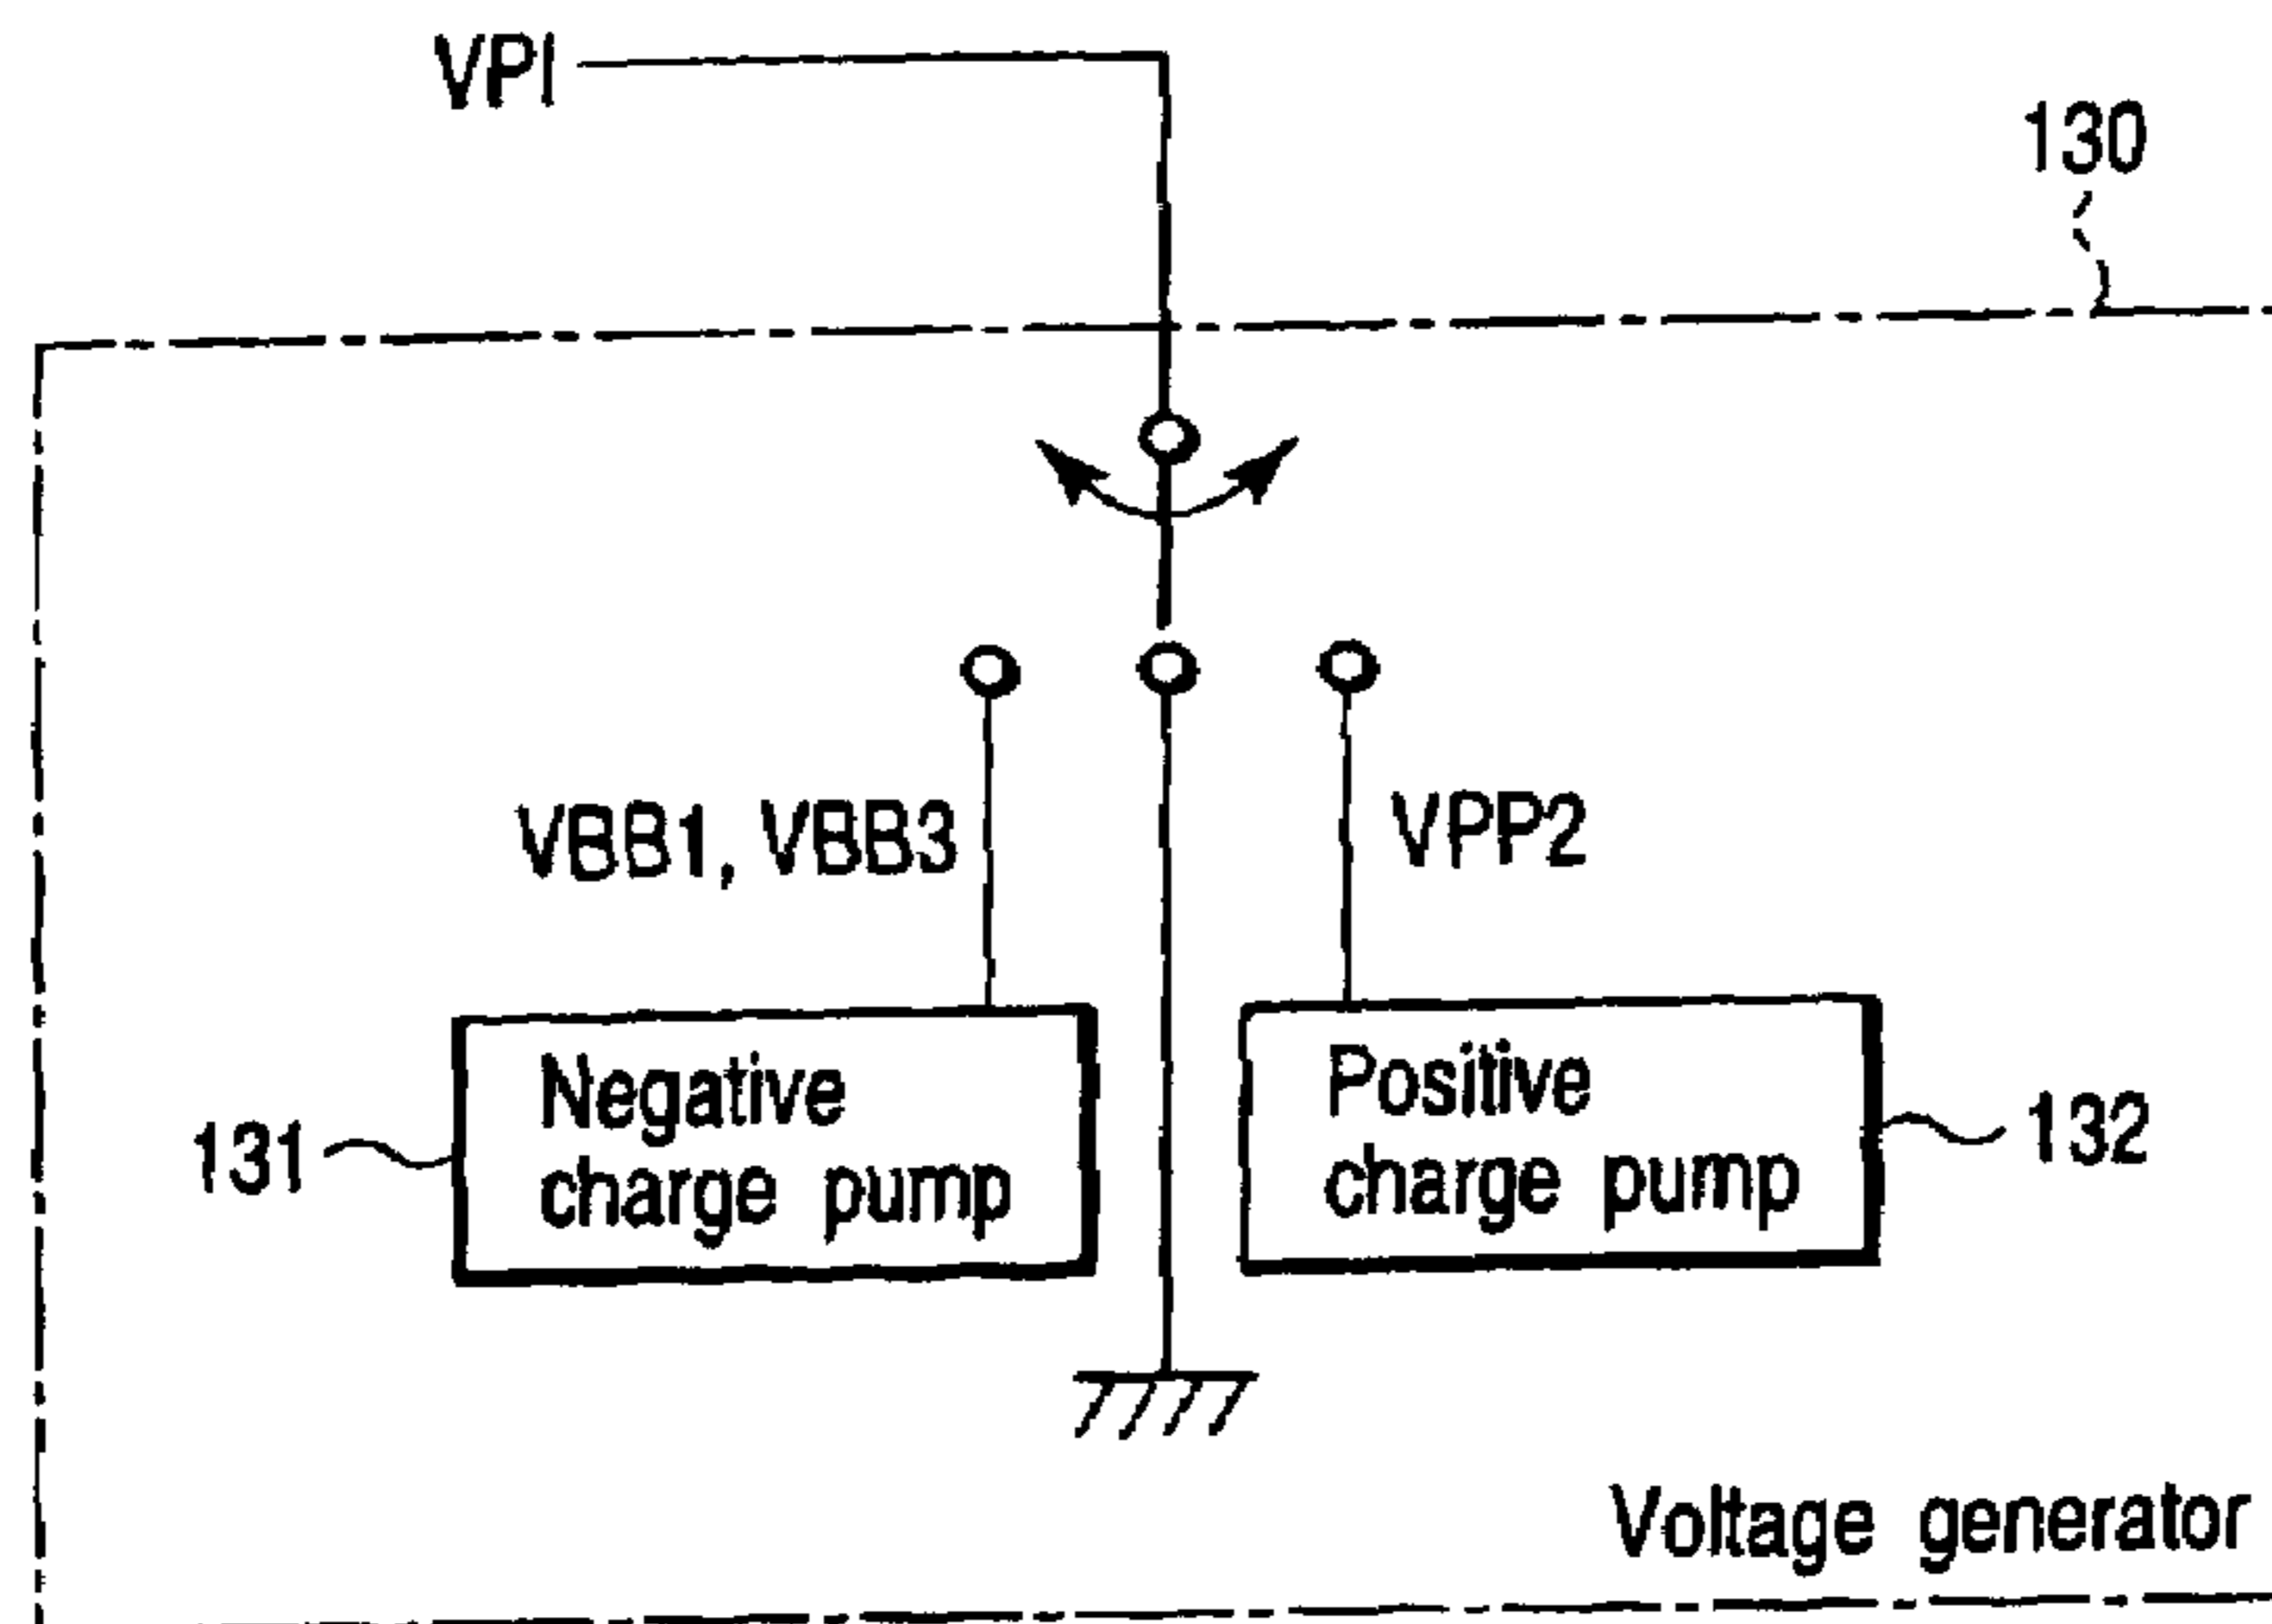 VPI
130
VBB1, VBB3
VPP2
Negative
charge pump
Positive
charge pump
131
132
Voltage generator